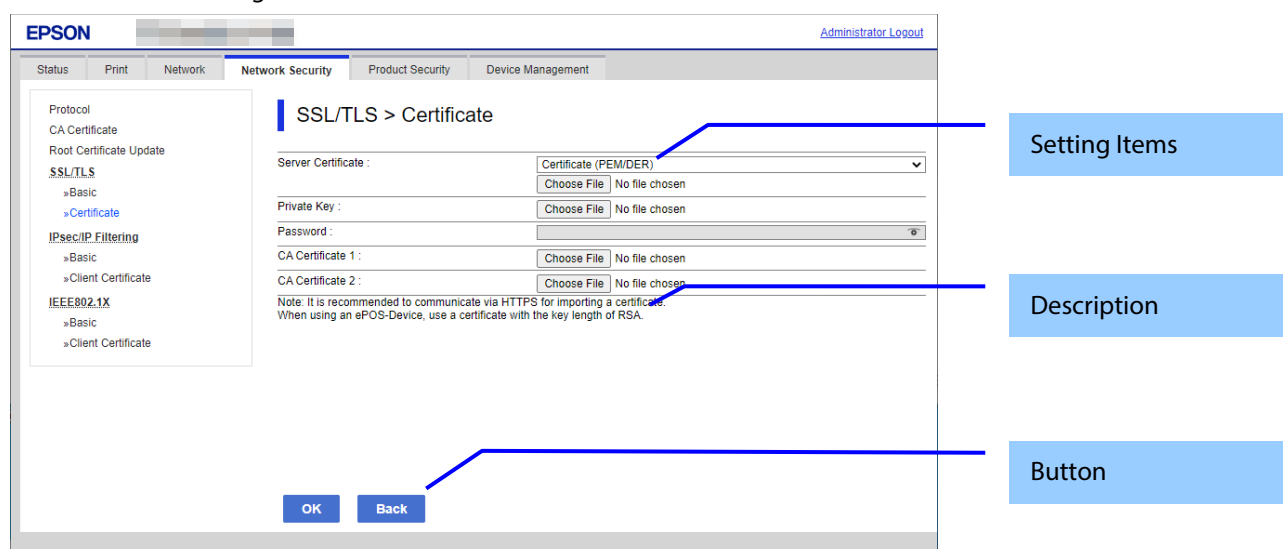 EPSON
Administrator Logout
Status Print Network Network Security Product Security Device Management
Protocol
CA Certificate
Root Certificate Update
SSL/TLS
»Basic
»Certificate
IPsec/IP Filtering
»Basic
»Client Certificate
IEEE802.1X
»Basic
»Client Certificate
SSL/TLS > Certificate
Server Certificate : Certificate (PEM/DER)
Choose File No file chosen
Private Key : Choose File No file chosen
Password :
CA Certificate 1 : Choose File No file chosen
CA Certificate 2 : Choose File No file chosen
Note: It is recommended to communicate via HTTPS for importing a certificate.
When using an ePOS-Device, use a certificate with the key length of RSA.
OK Back
Setting Items
Description
Button